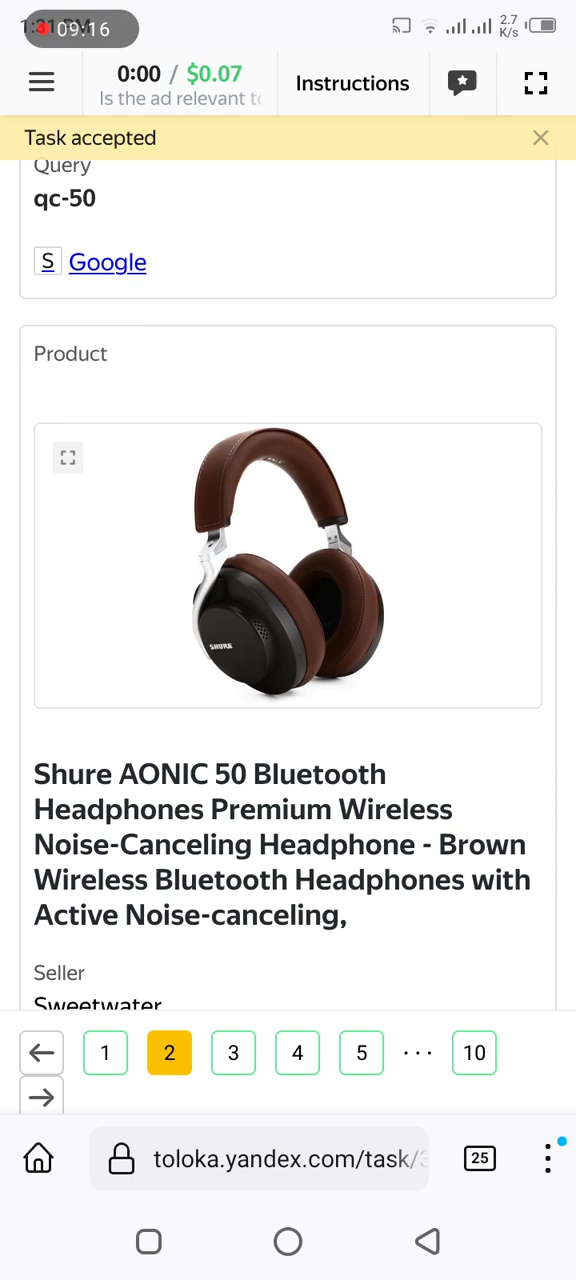 09:16
2.7
K/s
0:00 / $0.07
Is the ad relevant to
Instructions
Task accepted
Query
qc-50
S Google
Product
SHURE
Shure AONIC 50 Bluetooth
Headphones Premium Wireless
Noise-Canceling Headphone - Brown
Wireless Bluetooth Headphones with
Active Noise-canceling,
Seller
Sweetwater
1 2 3 4 5 ... 10
toloka.yandex.com/task/3
25